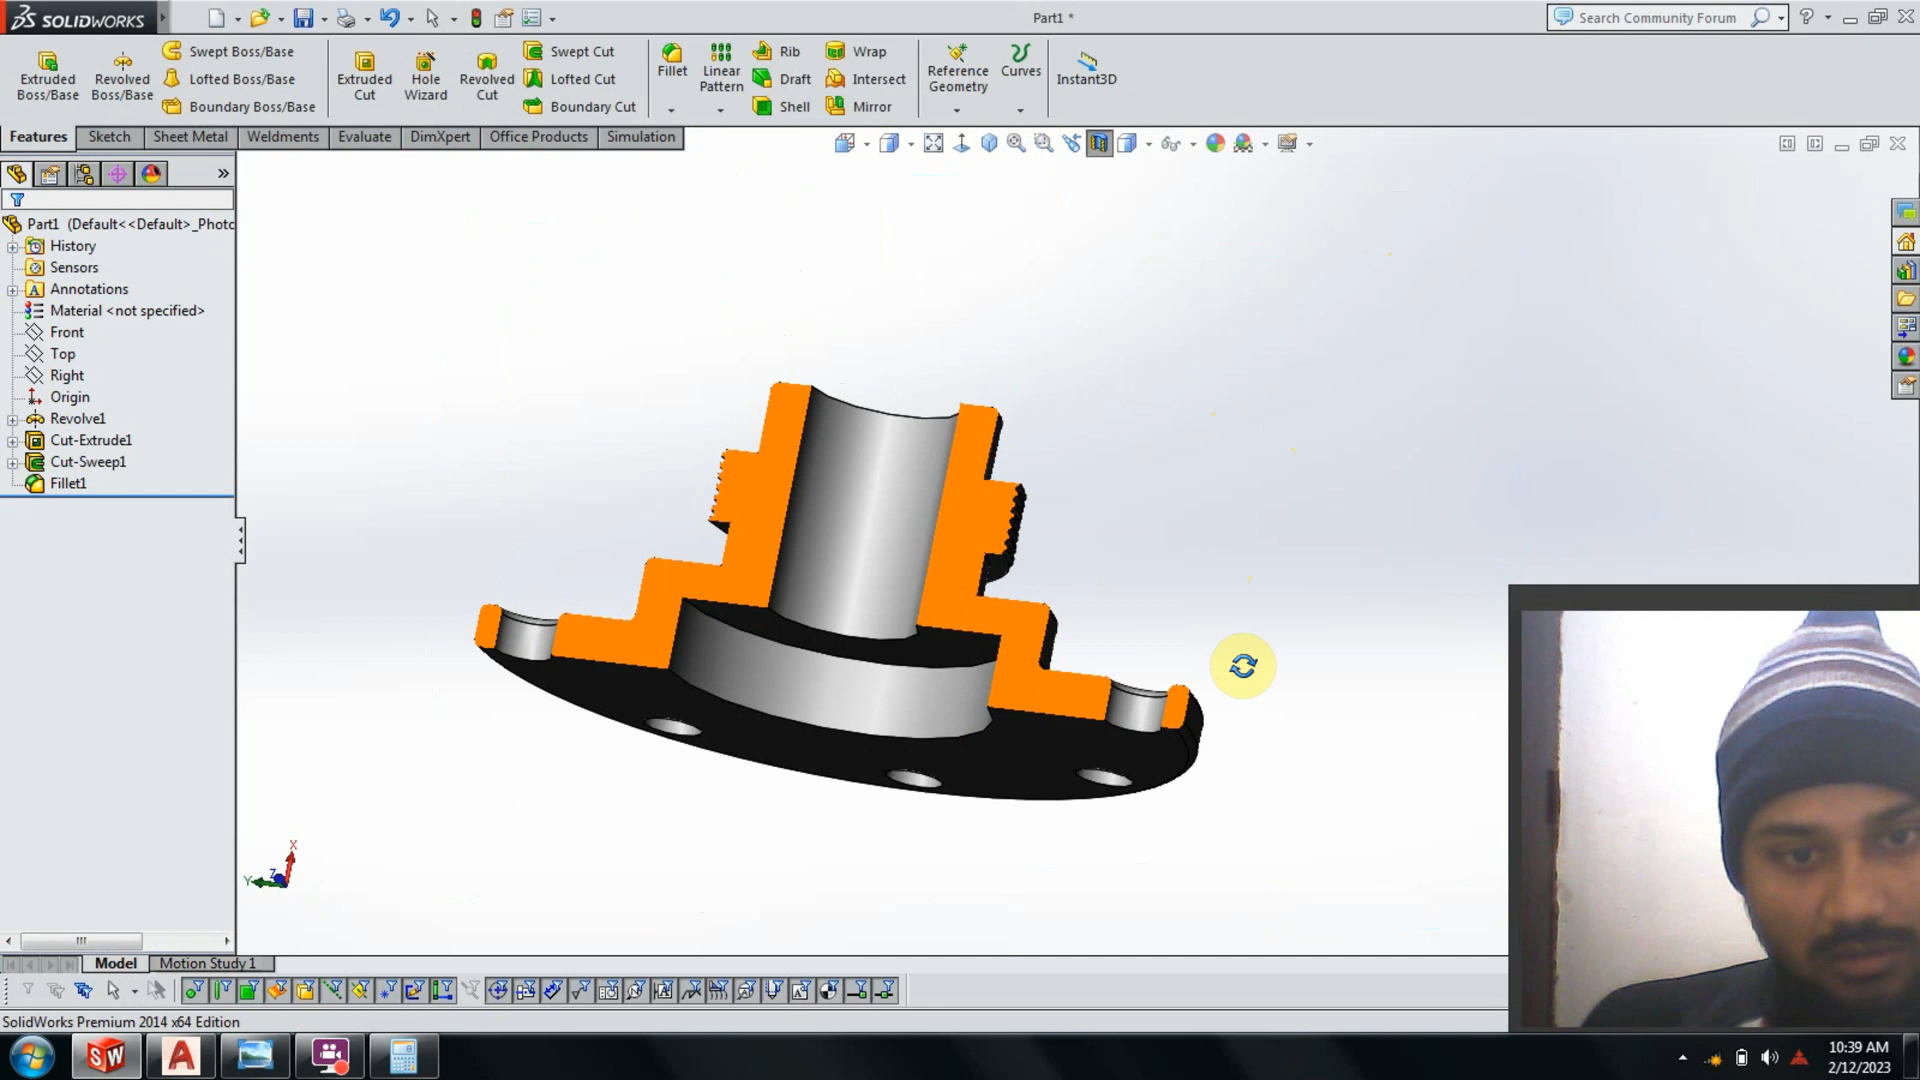 SOLIDWORKS
Part1 *
Search Community Forum
Extruded Boss/Base
Revolved Boss/Base
Swept Boss/Base
Lofted Boss/Base
Boundary Boss/Base
Extruded Cut
Hole Wizard
Revolved Cut
Swept Cut
Lofted Cut
Boundary Cut
Fillet
Linear Pattern
Rib
Draft
Shell
Wrap
Intersect
Mirror
Reference Geometry
Curves
Instant3D
Features
Sketch
Sheet Metal
Weldments
Evaluate
DimXpert
Office Products
Simulation
Part1 (Default<<Default>_Photo
History
Sensors
Annotations
Material <not specified>
Front
Top
Right
Origin
Revolve1
Cut-Extrude1
Cut-Sweep1
Fillet1
X
Y
Z
Model
Motion Study 1
SolidWorks Premium 2014 x64 Edition
SW
A
10:39 AM
2/12/2023